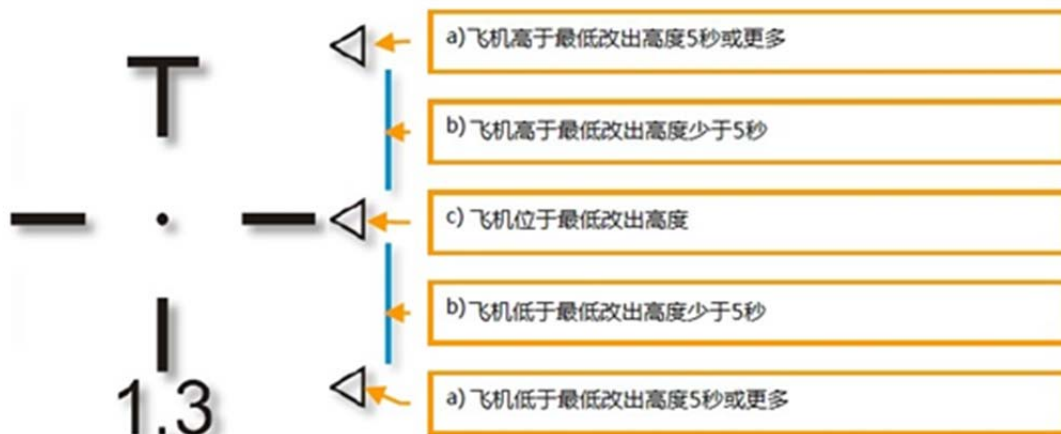 a)飞机高于最低改出高度5秒或更多
b)飞机高于最低改出高度少于5秒
c)飞机位于最低改出高度
b)飞机低于最低改出高度少于5秒
a)飞机低于最低改出高度5秒或更多
1.3